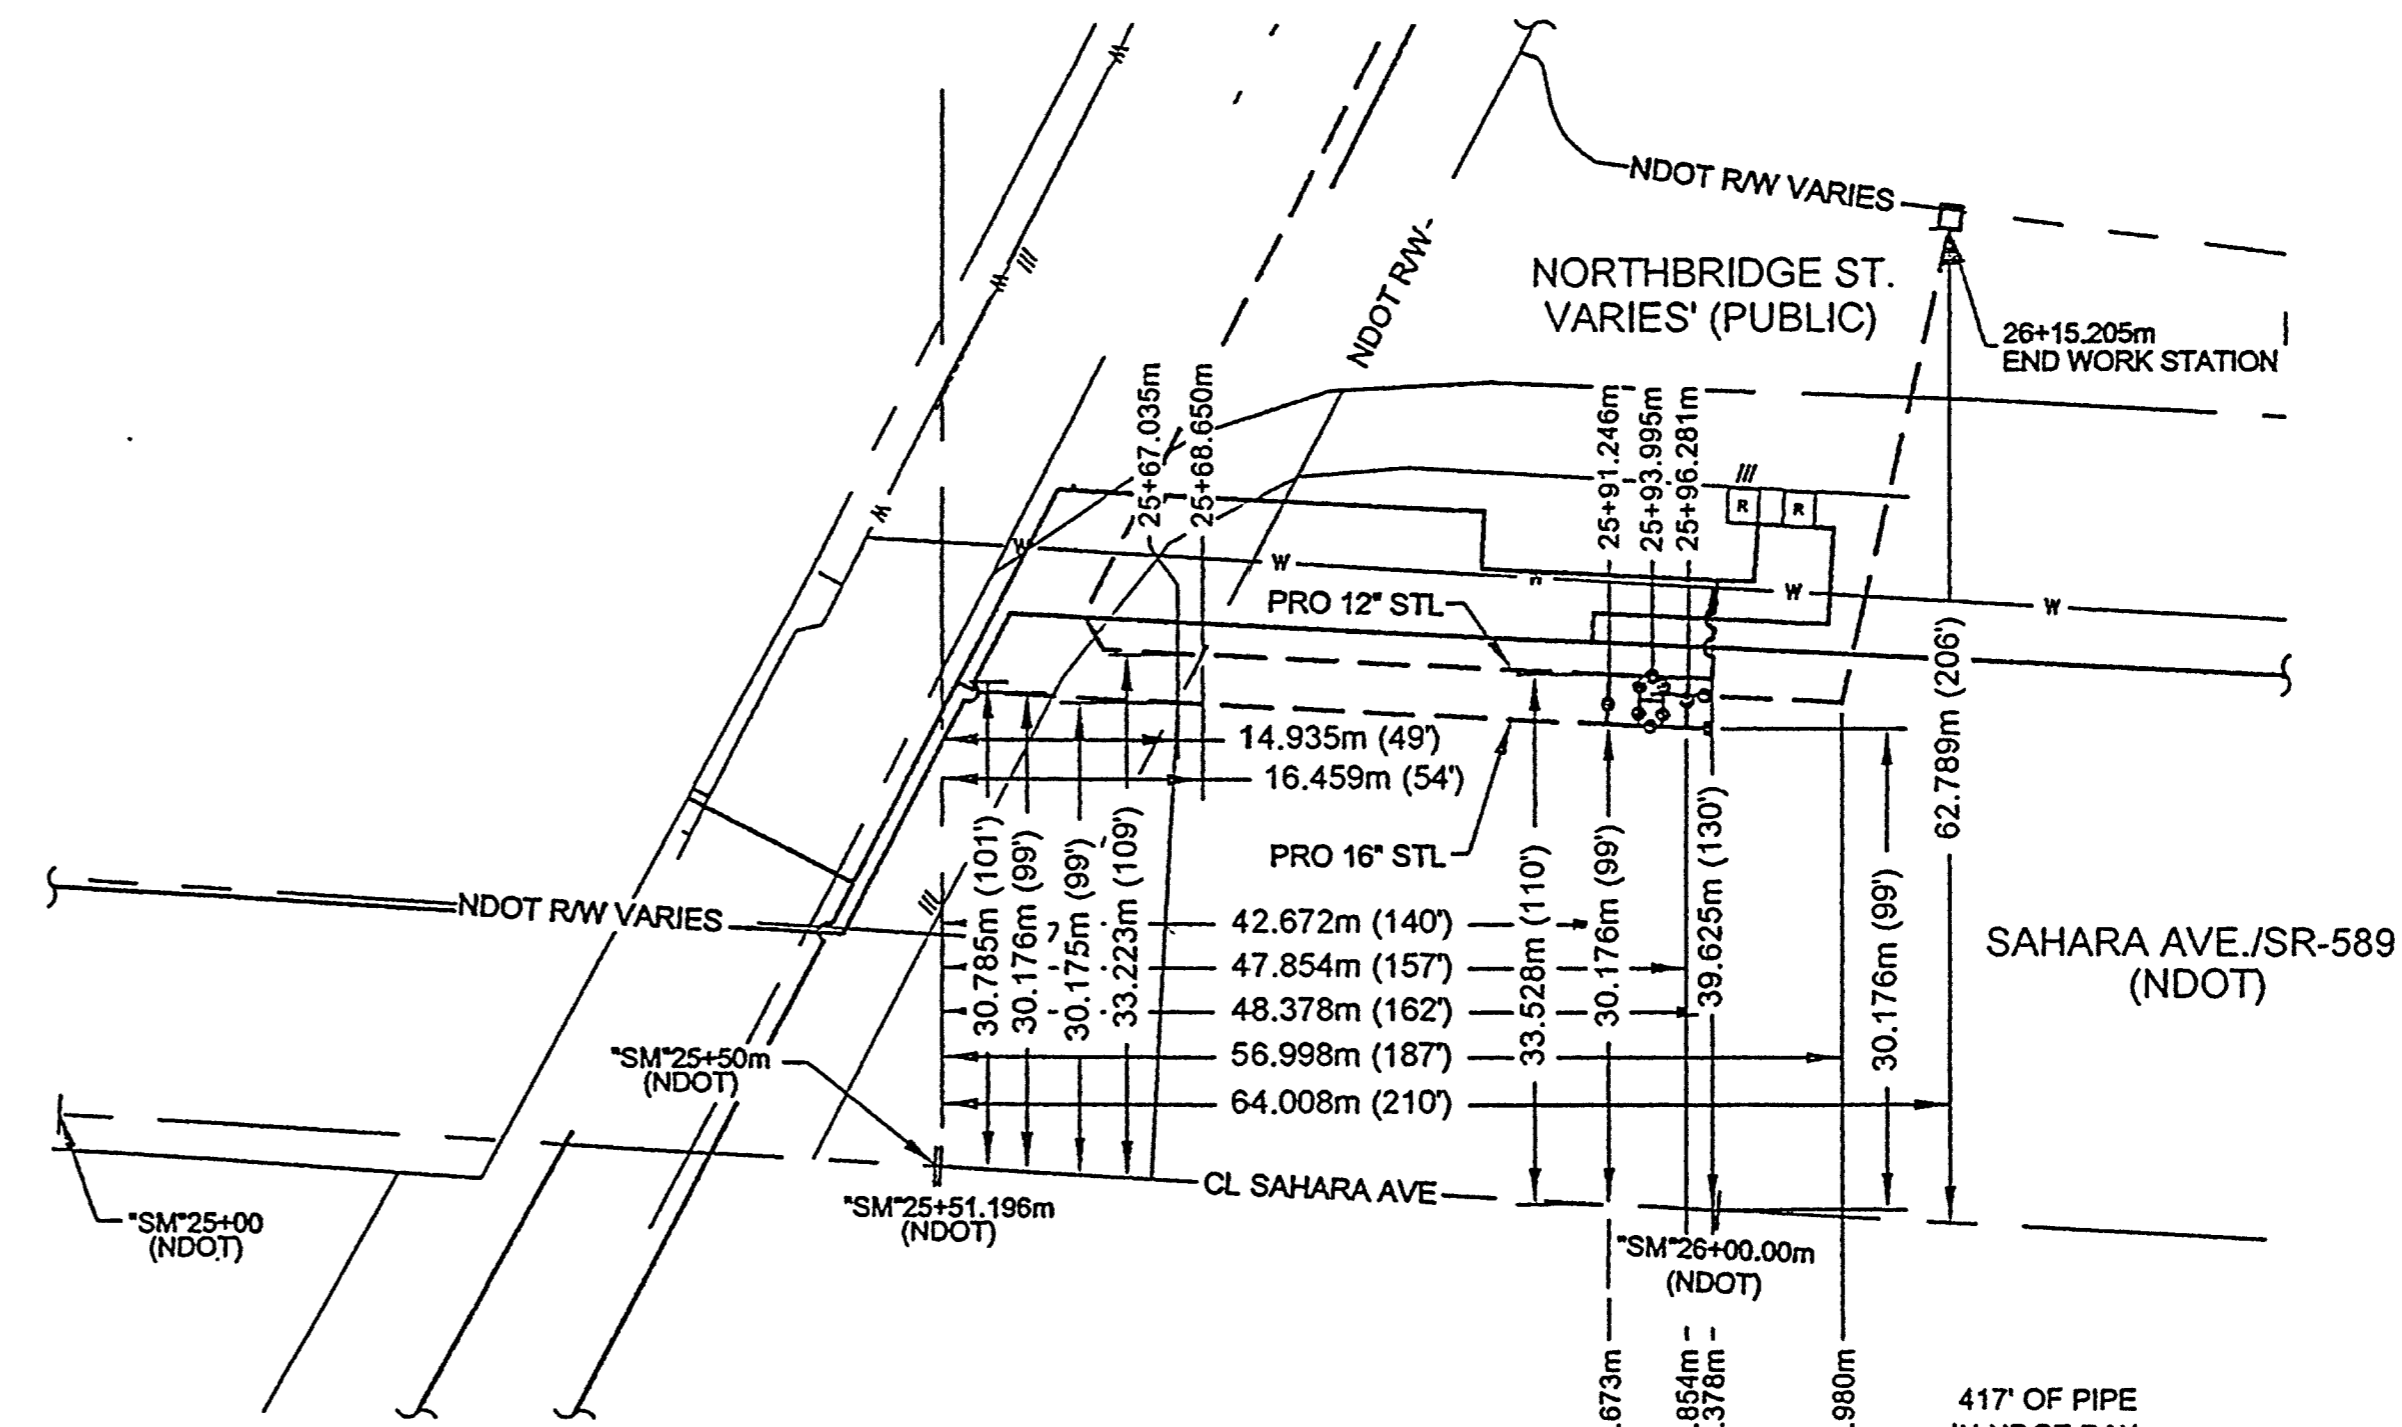 NDOT R/W VARIES
NORTHBRIDGE ST.
VARIES' (PUBLIC)
NDOT R/W
26+15.205m
END WORK STATION
25+67.035m
25+68.650m
25+91.246m
25+93.995m
25+96.281m
R
R
W
W
W
W
W
W
W
W
PRO 12" STL
14.935m (49')
16.459m (54')
PRO 16" STL
30.785m (101')
30.176m (99')
30.175m (99')
33.223m (109')
33.528m (110')
30.176m (99')
39.625m (130')
30.176m (99')
62.789m (206')
NDOT R/W VARIES
42.672m (140')
47.854m (157')
48.378m (162')
56.998m (187')
64.008m (210')
SAHARA AVE./SR-589
(NDOT)
"SM"25+50m
(NDOT)
"SM"25+51.196m
(NDOT)
CL SAHARA AVE
"SM"25+00
(NDOT)
"SM"26+00.00m
(NDOT)
.673m
.854m
.378m
.980m
417' OF PIPE